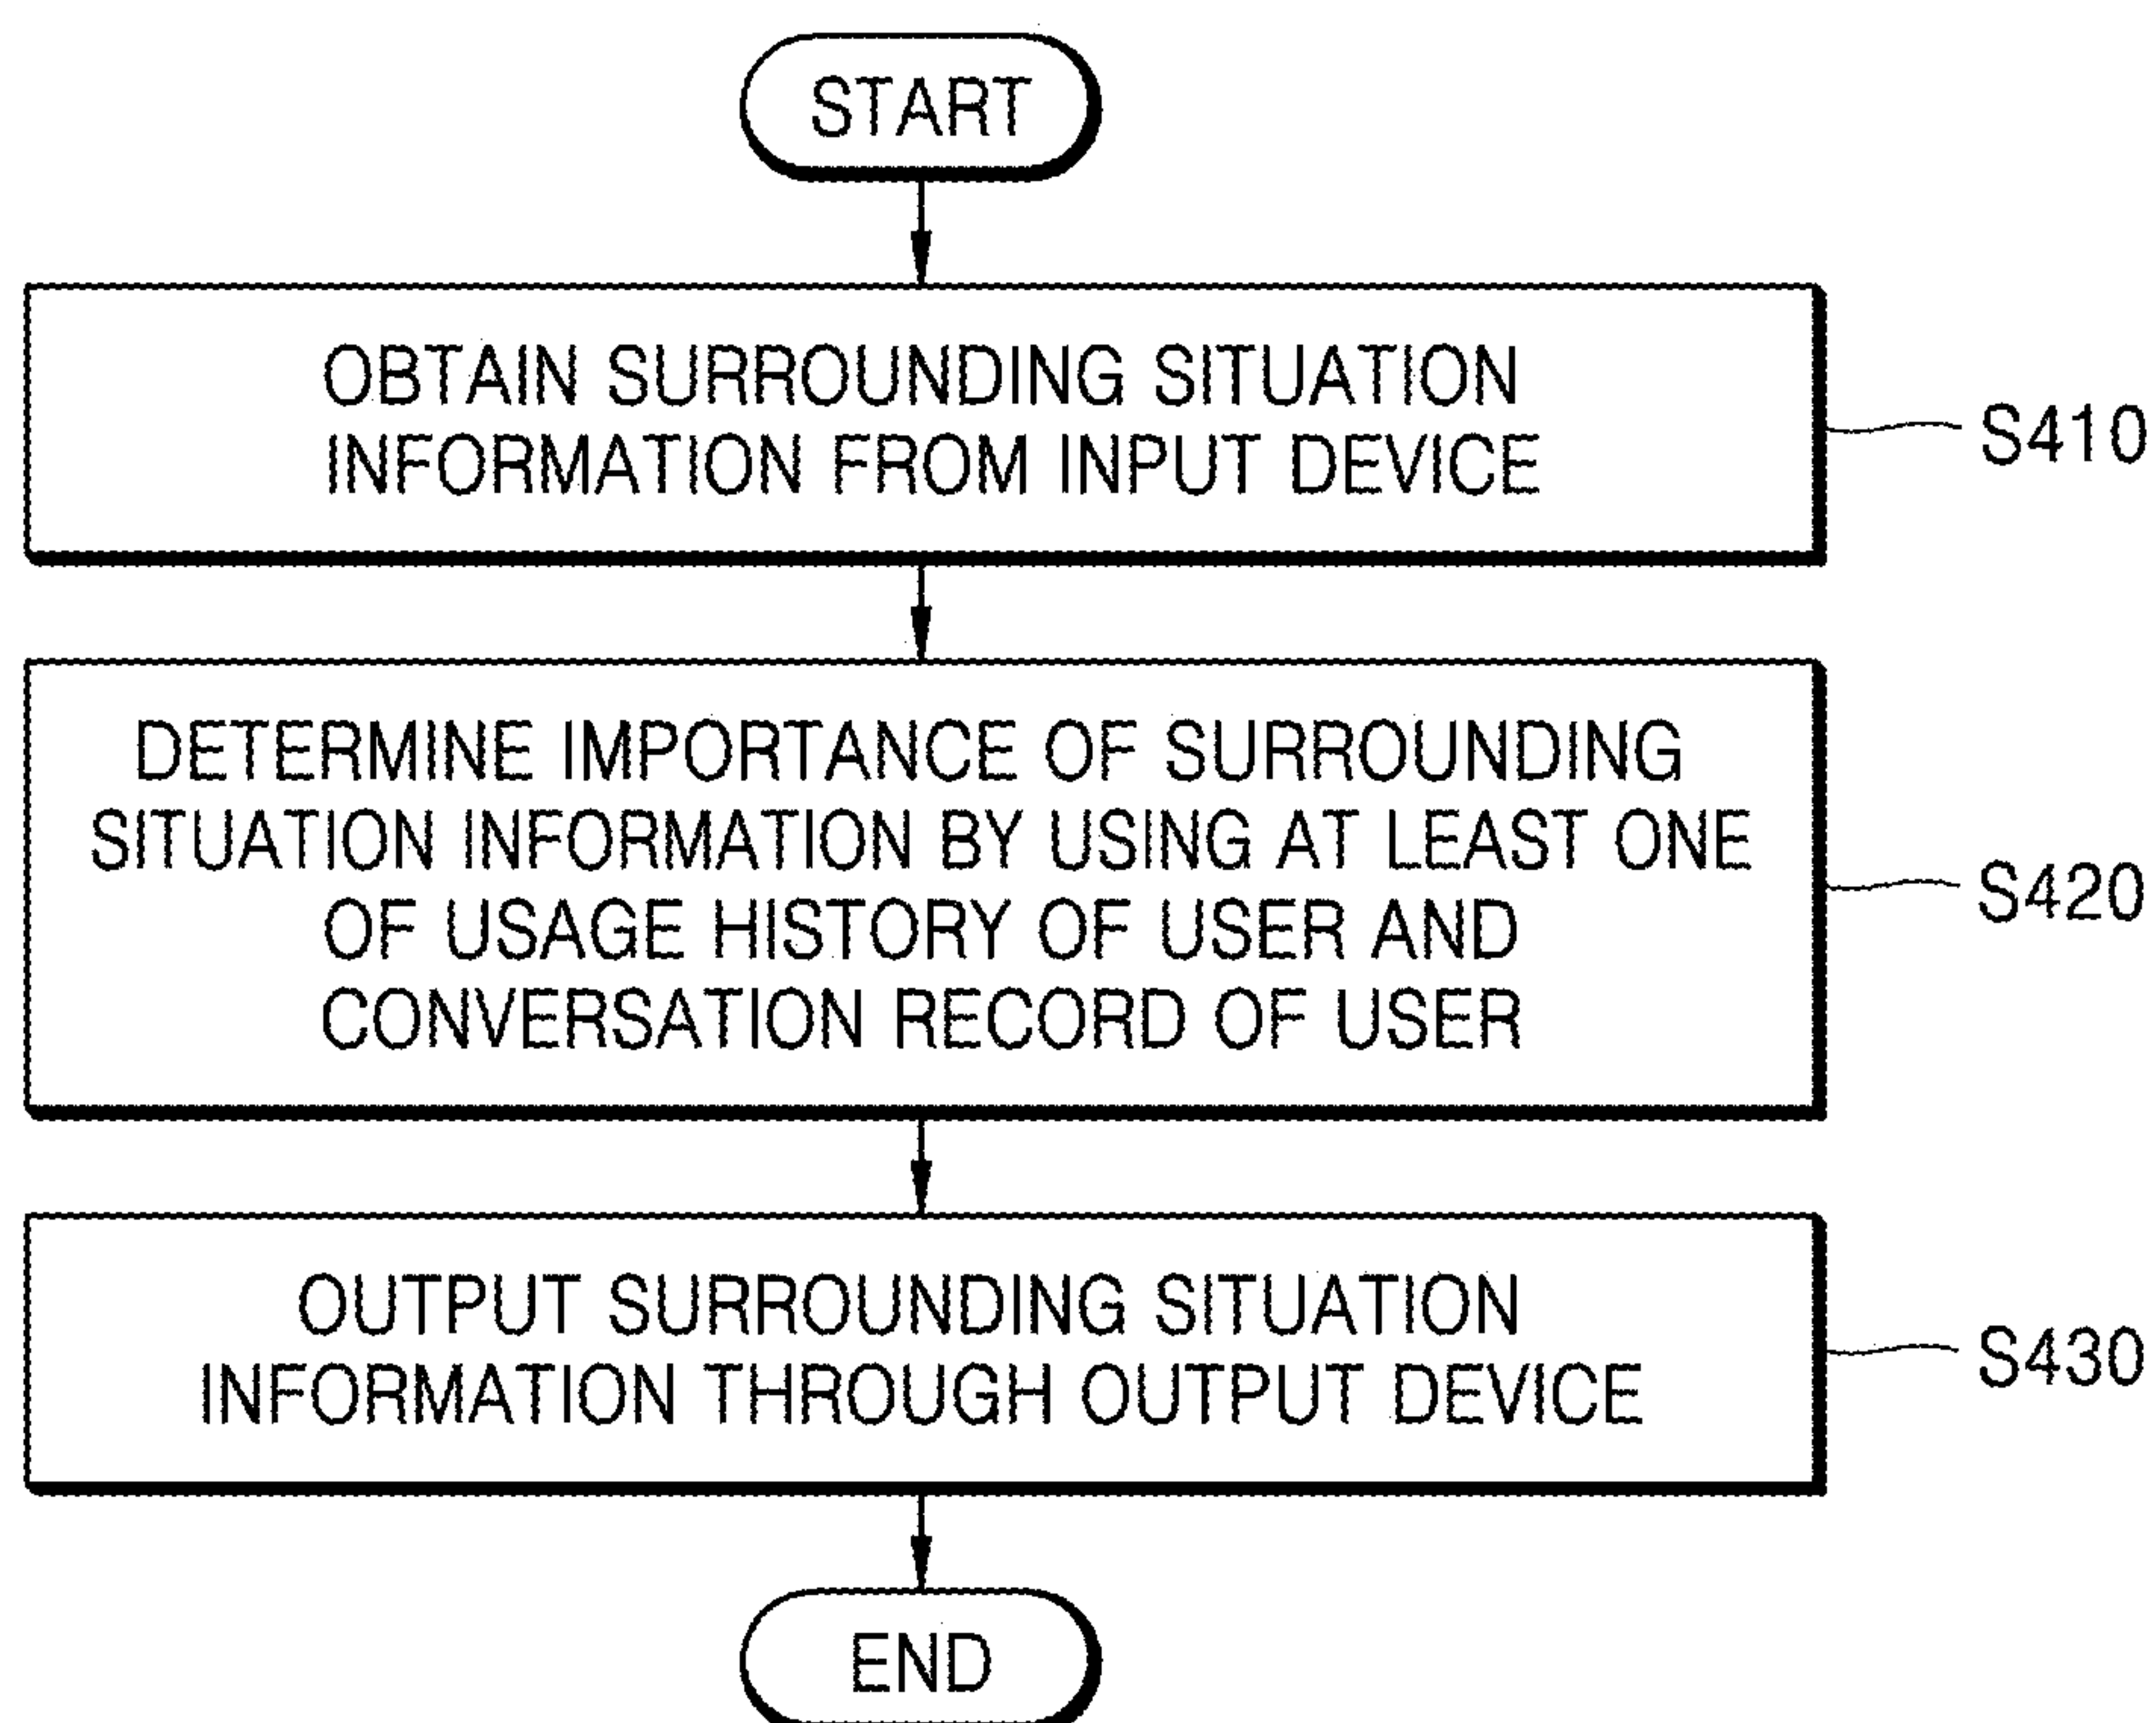 START
OBTAIN SURROUNDING SITUATION
INFORMATION FROM INPUT DEVICE
S410
DETERMINE IMPORTANCE OF SURROUNDING
SITUATION INFORMATION BY USING AT LEAST ONE
OF USAGE HISTORY OF USER AND
CONVERSATION RECORD OF USER
S420
OUTPUT SURROUNDING SITUATION
INFORMATION THROUGH OUTPUT DEVICE
S430
END